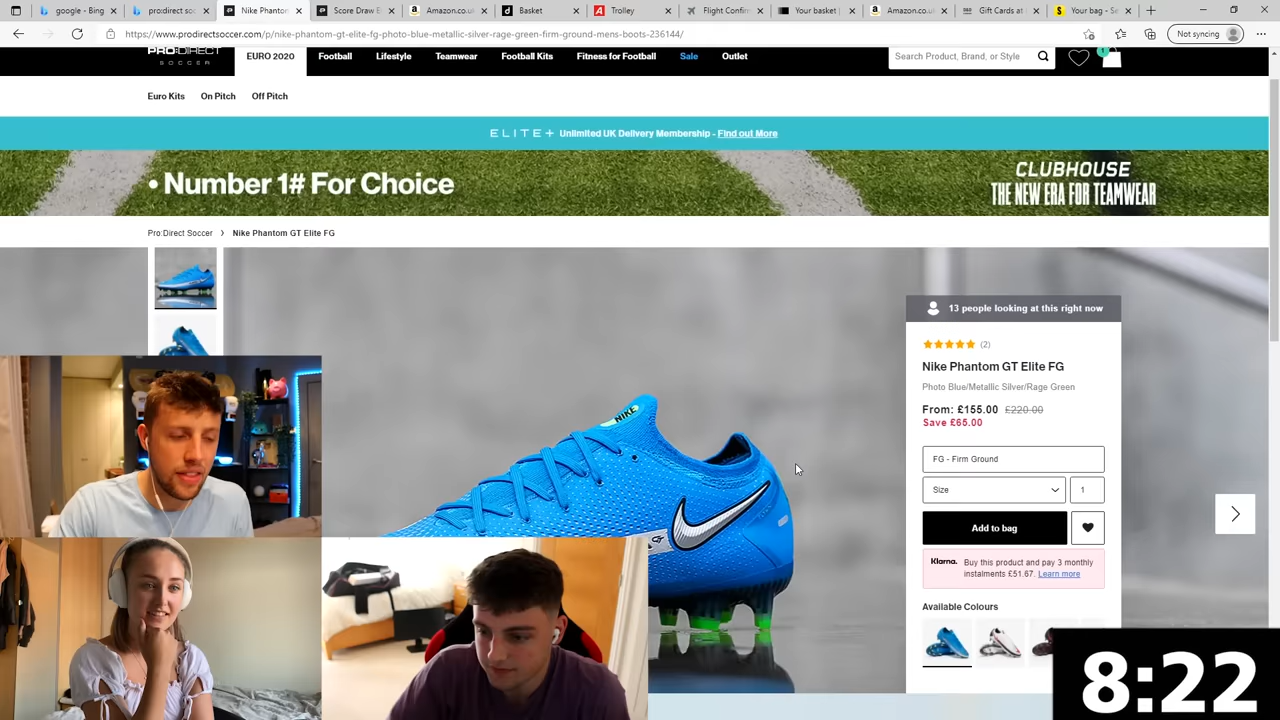 google - Bing
prodirect soc
Nike Phantom
Score Draw
Amazon.co.u
Basket
Trolley
Flight Confirm
Your basket
Amazon.co.u
Gift Cards at
Your bag - Se
https://www.prodirectsoccer.com/p/nike-phantom-gt-elite-fg-photo-blue-metallic-silver-rage-green-firm-ground-mens-boots-236144/
Not syncing
PRO:DIRECT
SOCCER
EURO 2020
Football
Lifestyle
Teamwear
Football Kits
Fitness for Football
Sale
Outlet
Search Product, Brand, or Style
1
Euro Kits
On Pitch
Off Pitch
ELITE+ Unlimited UK Delivery Membership - Find out More
• Number 1# For Choice
CLUBHOUSE
THE NEW ERA FOR TEAMWEAR
Pro:Direct Soccer > Nike Phantom GT Elite FG
13 people looking at this right now
(2)
Nike Phantom GT Elite FG
Photo Blue/Metallic Silver/Rage Green
From: £155.00 £220.00
Save £65.00
FG - Firm Ground
Size
1
Add to bag
Klarna. Buy this product and pay 3 monthly
instalments £51.67. Learn more
Available Colours
NIKE
GT
8:22